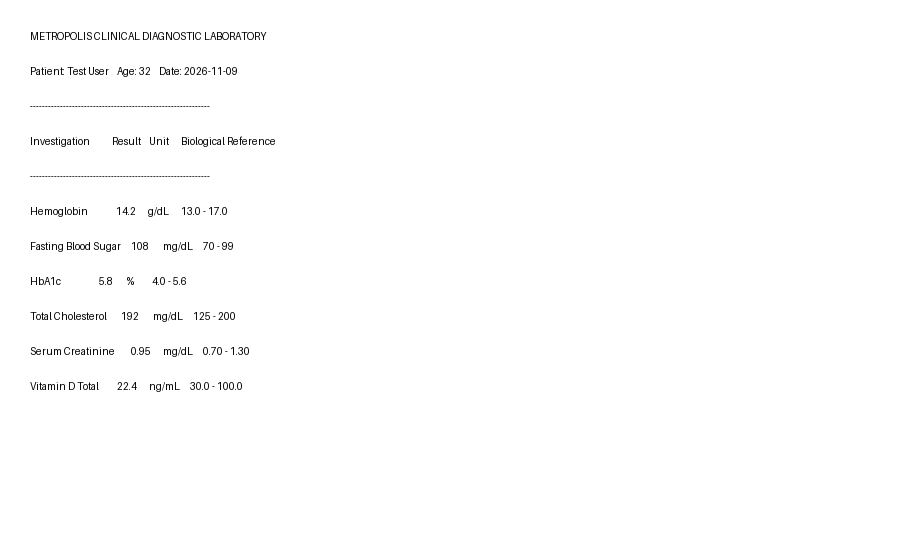 METROPOLIS CLINICAL DIAGNOSTIC LABORATORY
Patient: Test User   Age: 32   Date: 2026-11-09
------------------------------------------------------------
Investigation   Result   Unit   Biological Reference
------------------------------------------------------------
Hemoglobin   14.2   g/dL   13.0 - 17.0
Fasting Blood Sugar   108   mg/dL   70 - 99
HbA1c   5.8   %   4.0 - 5.6
Total Cholesterol   192   mg/dL   125 - 200
Serum Creatinine   0.95   mg/dL   0.70 - 1.30
Vitamin D Total   22.4   ng/mL   30.0 - 100.0